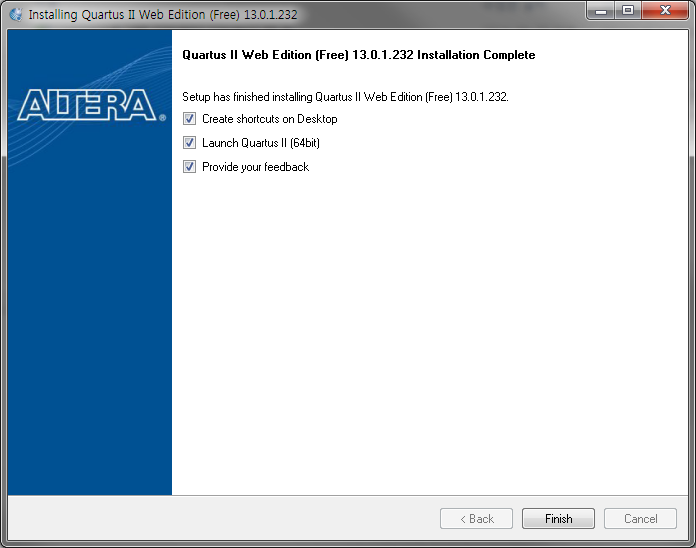 Installing Quartus II Web Edition (Free) 13.0.1.232
Quartus II Web Edition (Free) 13.0.1.232 Installation Complete
ALTERA®
Setup has finished installing Quartus II Web Edition (Free) 13.0.1.232.
Create shortcuts on Desktop
Launch Quartus II (64bit)
Provide your feedback
< Back
Finish
Cancel